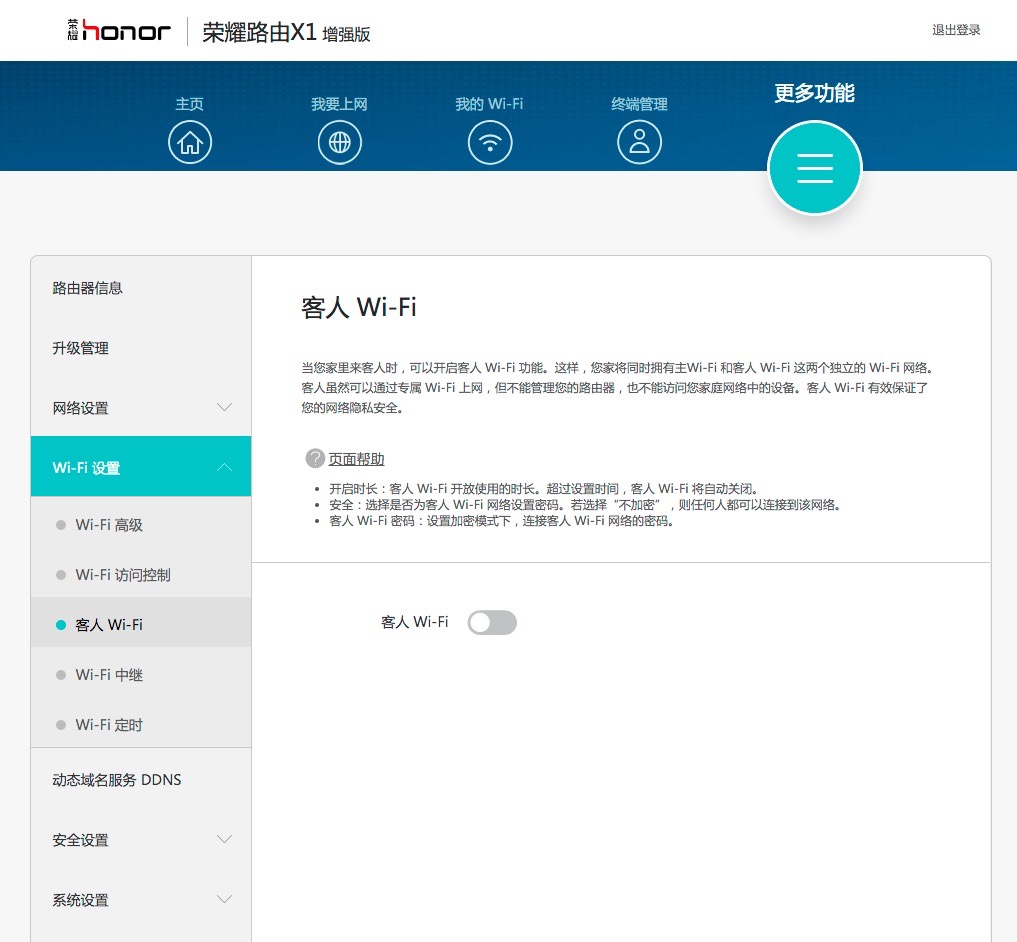 荣耀 honor 荣耀路由X1 增强版
退出登录
主页
我要上网
我的 Wi-Fi
终端管理
更多功能
路由器信息
升级管理
网络设置
Wi-Fi 设置
Wi-Fi 高级
Wi-Fi 访问控制
客人 Wi-Fi
Wi-Fi 中继
Wi-Fi 定时
动态域名服务 DDNS
安全设置
系统设置
客人 Wi-Fi
当您家里来客人时，可以开启客人 Wi-Fi 功能。这样，您家将同时拥有主Wi-Fi 和客人 Wi-Fi 这两个独立的 Wi-Fi 网络。
客人虽然可以通过专属 Wi-Fi 上网，但不能管理您的路由器，也不能访问您家庭网络中的设备。客人 Wi-Fi 有效保证了
您的网络隐私安全。
? 页面帮助
• 开启时长：客人 Wi-Fi 开放使用的时长。超过设置时间，客人 Wi-Fi 将自动关闭。
• 安全：选择是否为客人 Wi-Fi 网络设置密码。若选择“不加密”，则任何人都可以连接到该网络。
• 客人 Wi-Fi 密码：设置加密模式下，连接客人 Wi-Fi 网络的密码。
客人 Wi-Fi